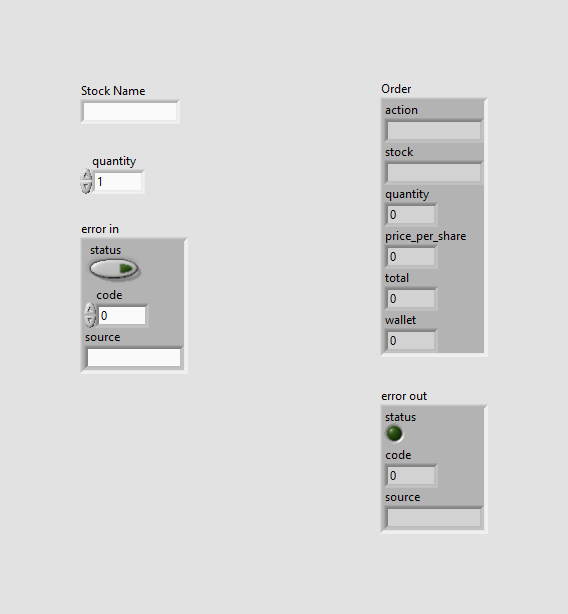 Stock Name
quantity
1
error in
status
code
0
source
Order
action
stock
quantity
0
price_per_share
0
total
0
wallet
0
error out
status
code
0
source